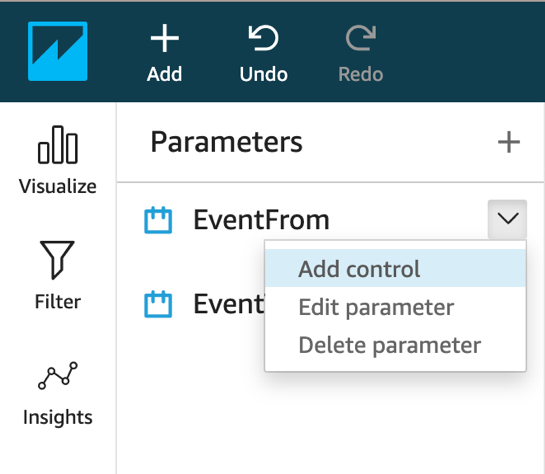 Add Undo Redo
Parameters
Visualize
EventFrom
Add control
Filter
Event
Edit parameter
Delete parameter
Insights